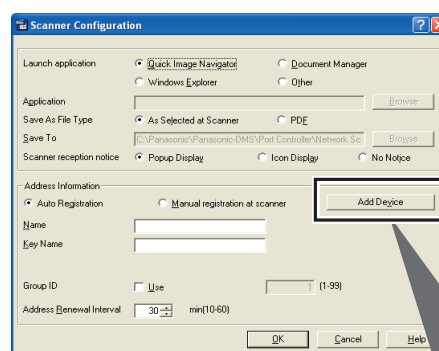 Scanner Configuration
Launch application Quick Image Navigator Document Manager
Windows Explorer Other
Application Browse
Save As File Type As Selected at Scanner PDF
Save To C:\Panasonic\Panasonic-DMS\Port Controller\Network Sc Browse
Scanner reception notice Popup Display Icon Display No Notice
Address Information
Auto Registration Manual registration at scanner Add Device
Name
Key Name
Group ID Use 1 (1-99)
Address Renewal Interval 30 min(10-60)
OK Cancel Help